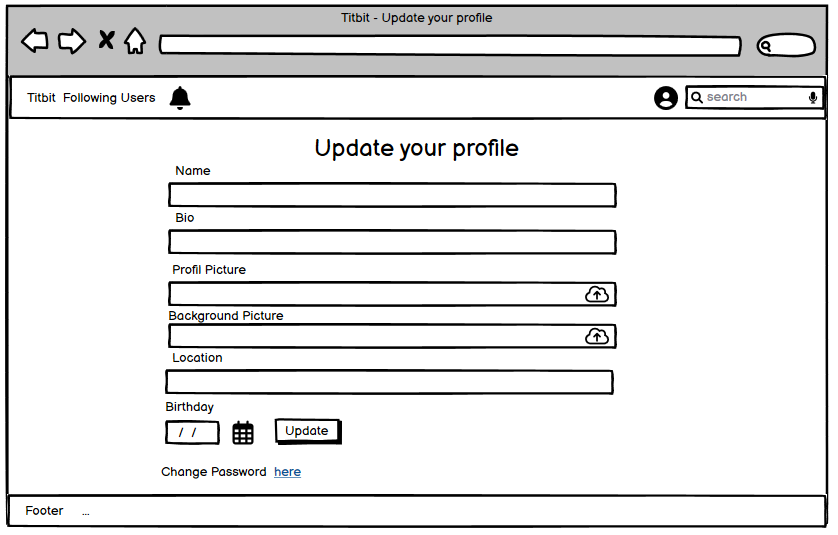 Titbit - Update your profile
Titbit Following Users search
Update your profile
Name
Bio
Profil Picture
Background Picture
Location
Birthday
/ / Update
Change Password here
Footer ...